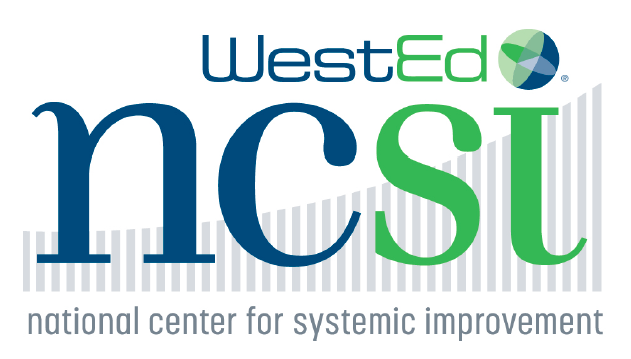 WestEd®
ncsi
national center for systemic improvement